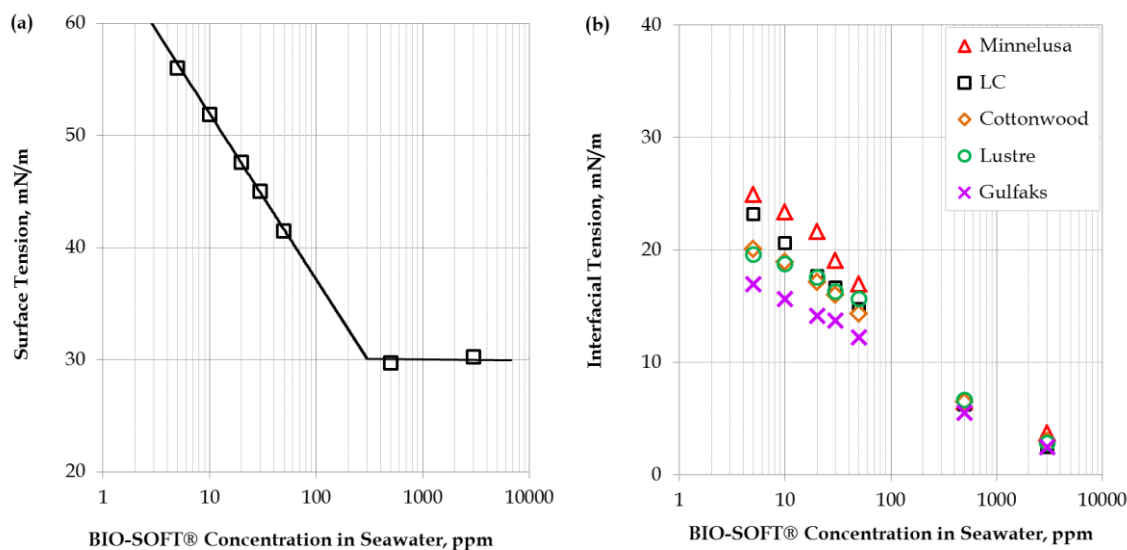 (a)
60
50
40
30
20
1
10
100
1000
10000
Surface Tension, mN/m
BIO-SOFT® Concentration in Seawater, ppm
(b)
40
30
20
10
0
1
10
100
1000
10000
Interfacial Tension, mN/m
BIO-SOFT® Concentration in Seawater, ppm
Minnelusa
LC
Cottonwood
Lustre
Gulfaks